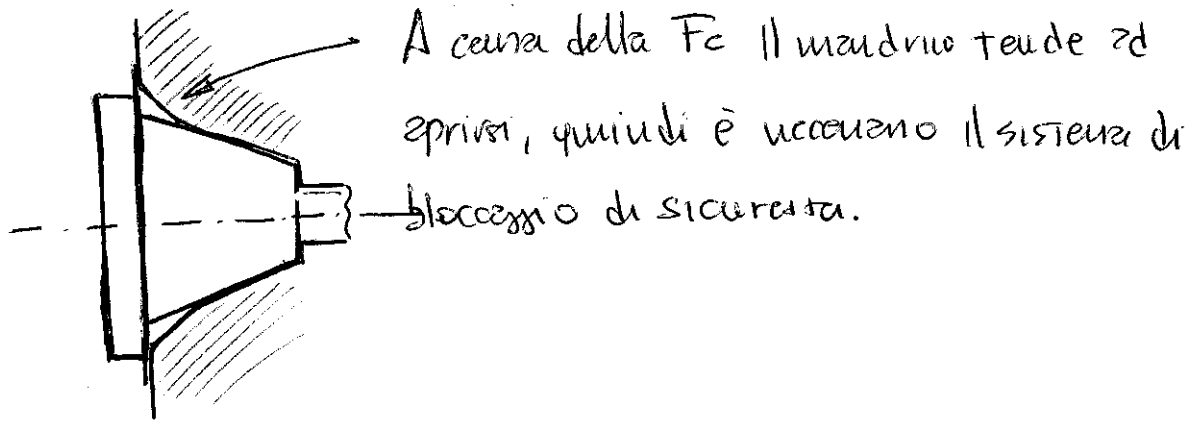 A causa della Fc il mandrino tende ad
aprirsi, quindi è necessario il sistema di
bloccaggio di sicurezza.